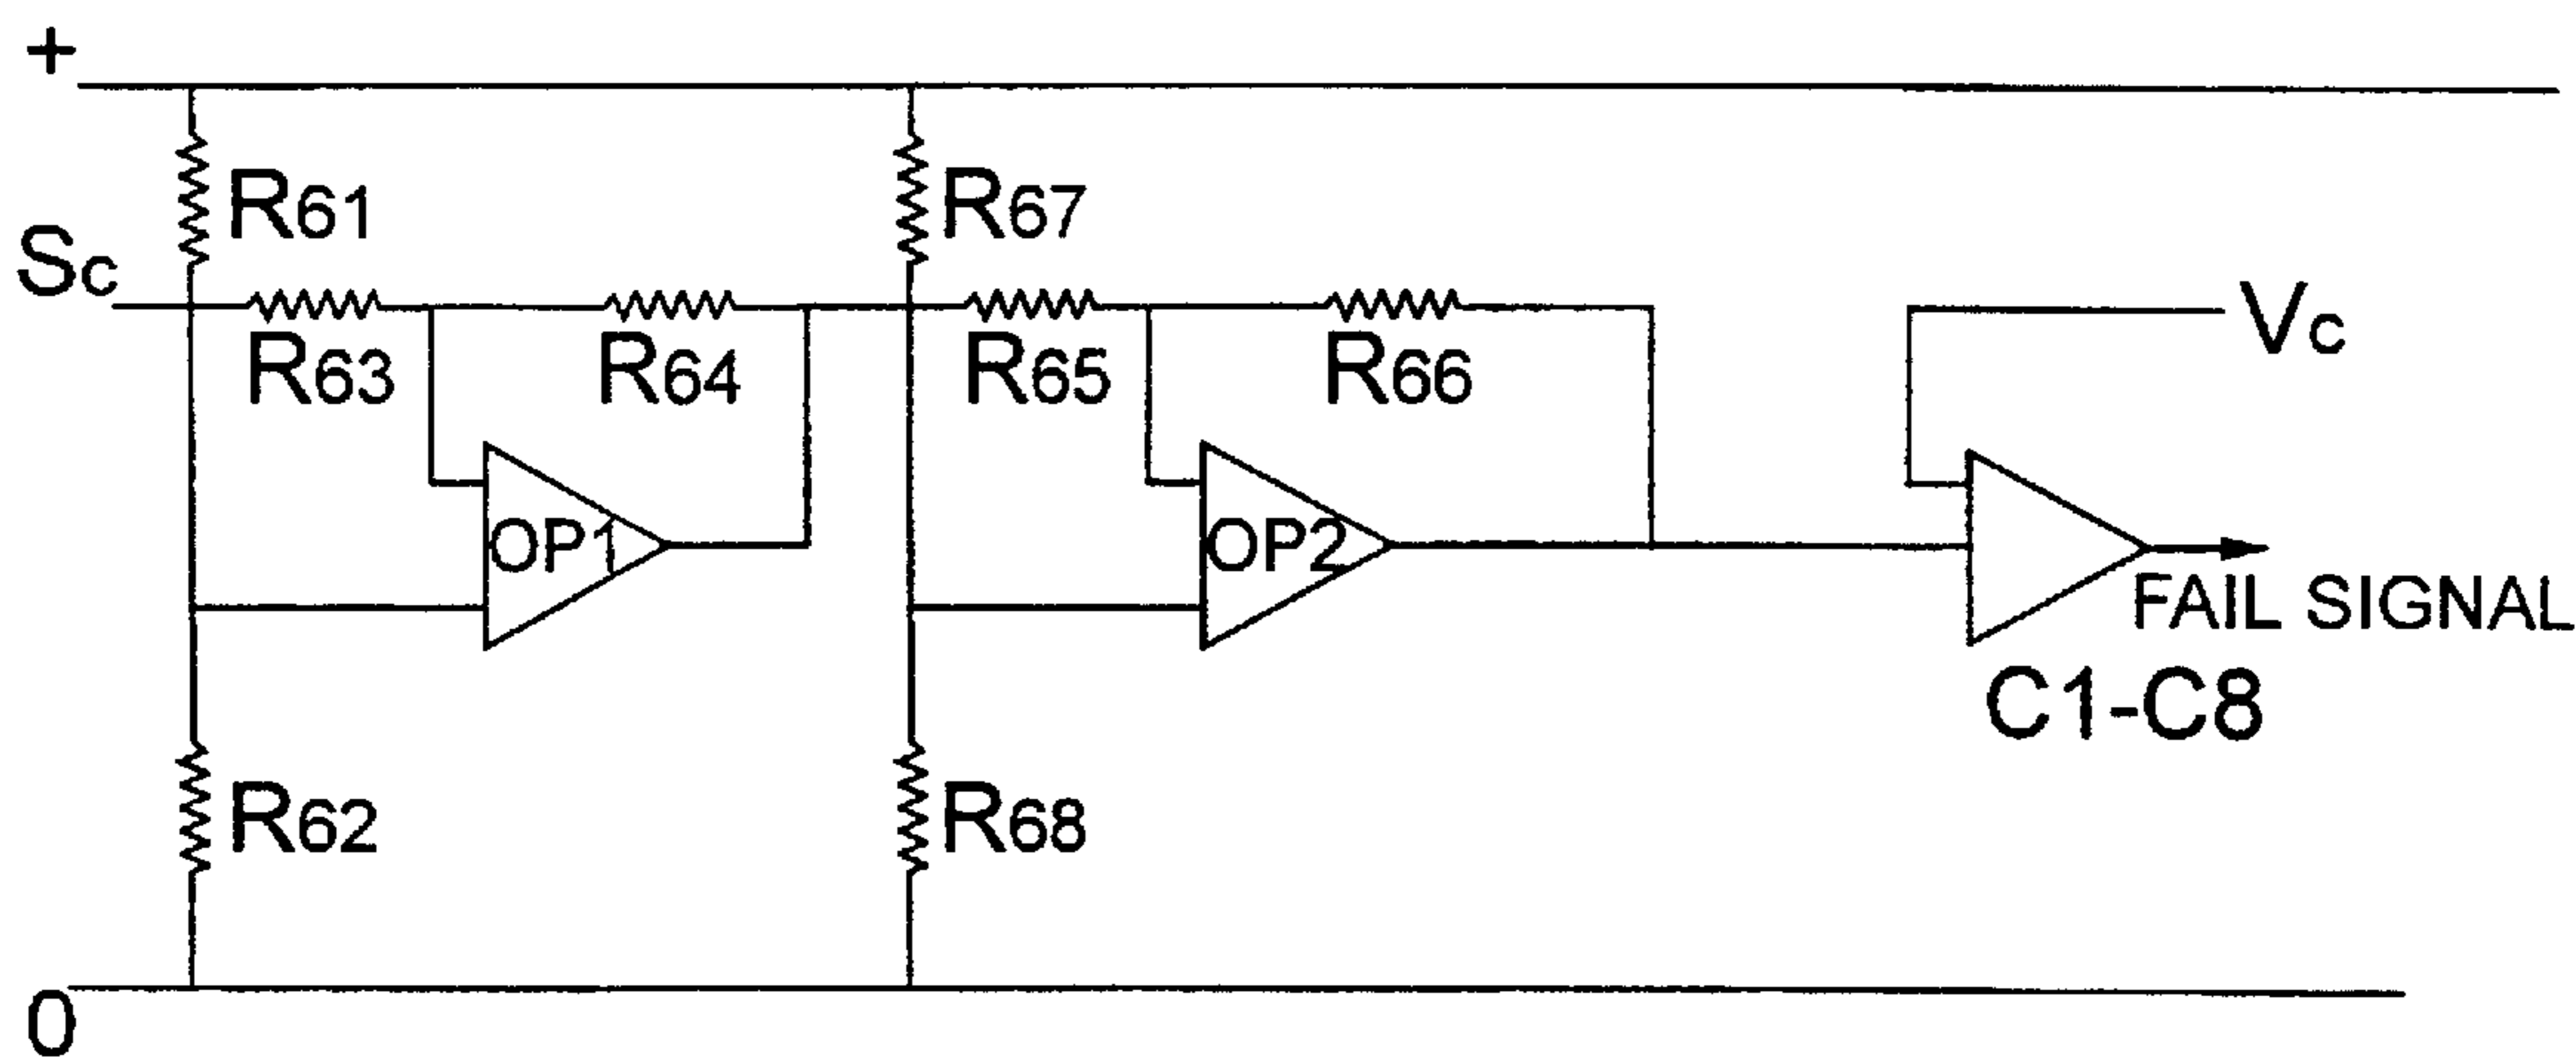 +
R61
R67
Sc
Vc
R63
R64
R65
R66
OP1
OP2
FAIL SIGNAL
C1-C8
R62
R68
0